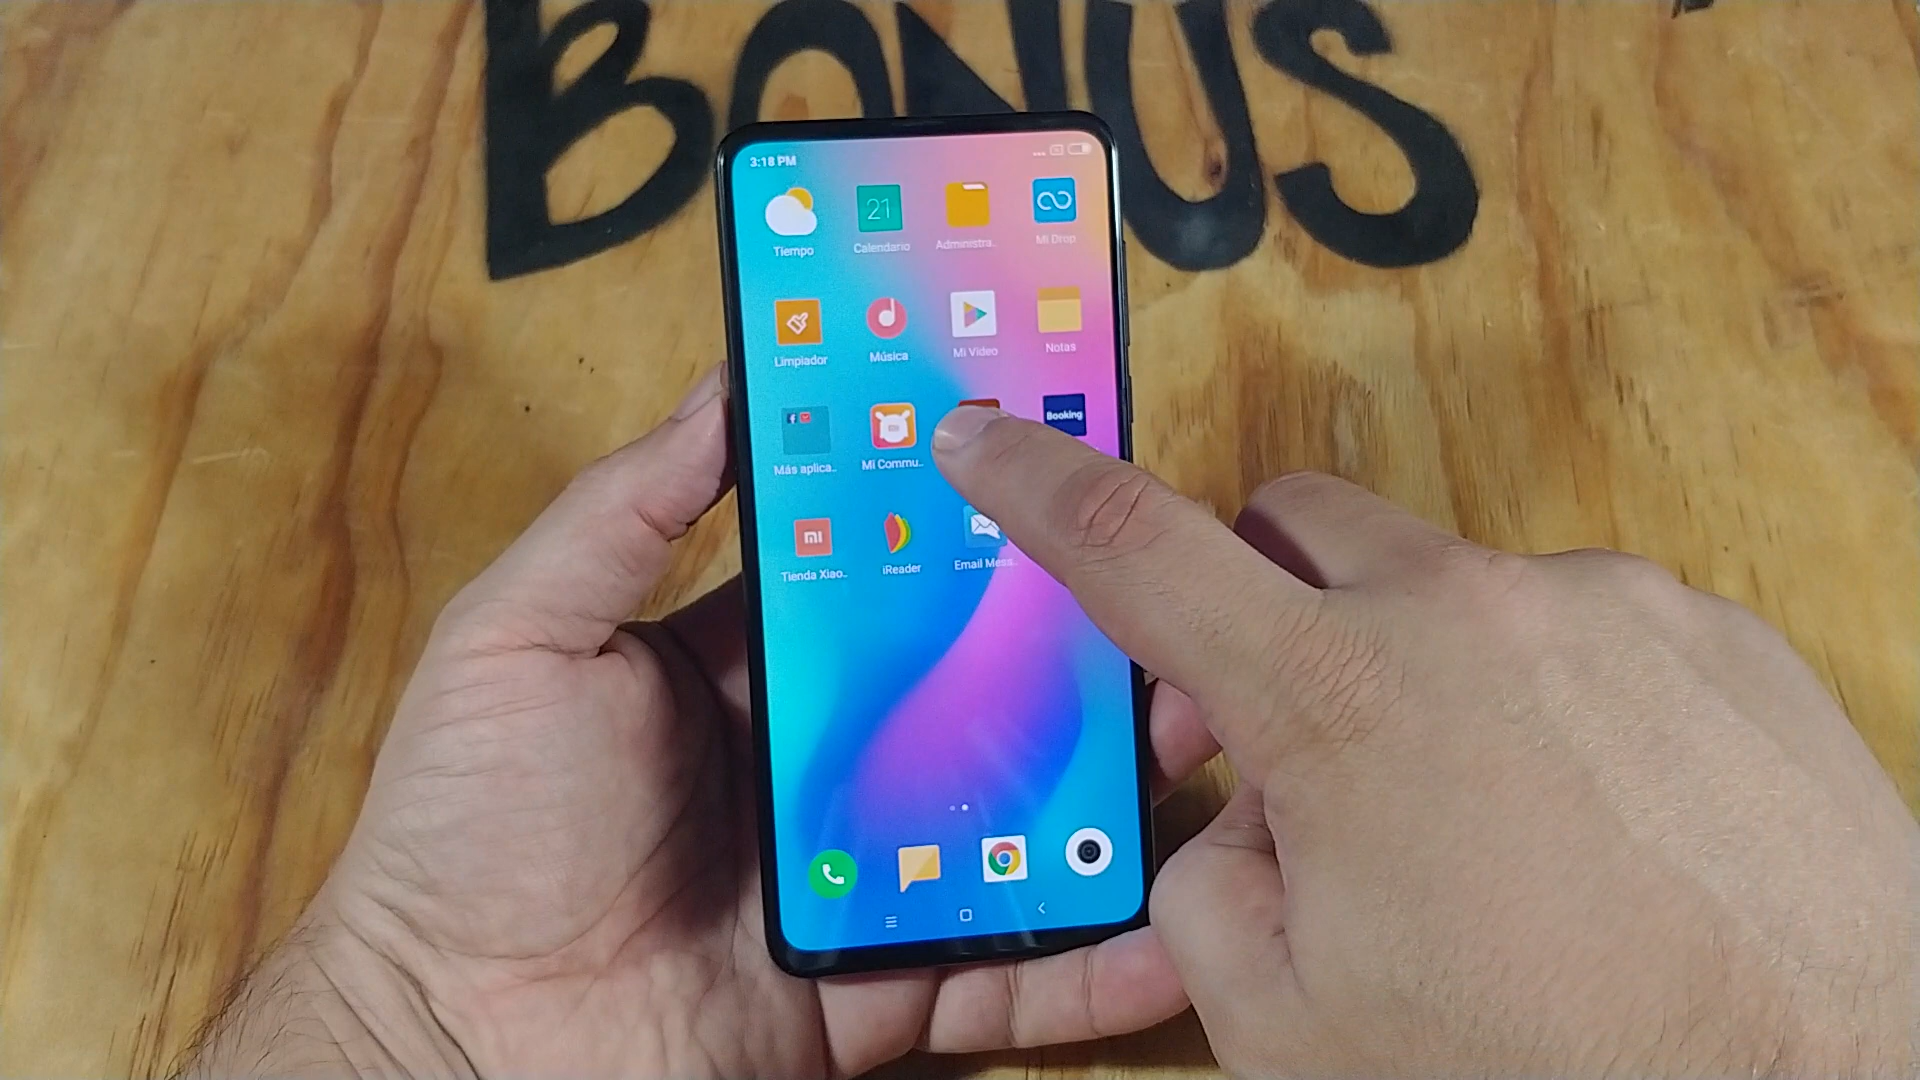 BONUS
3:18 PM
21
Tiempo
Calendario
Administra..
Mi Drop
Limpiador
Música
Mi Video
Notas
Booking
Más aplica..
Mi Commu..
mi
Tienda Xiao..
iReader
Email Mess..